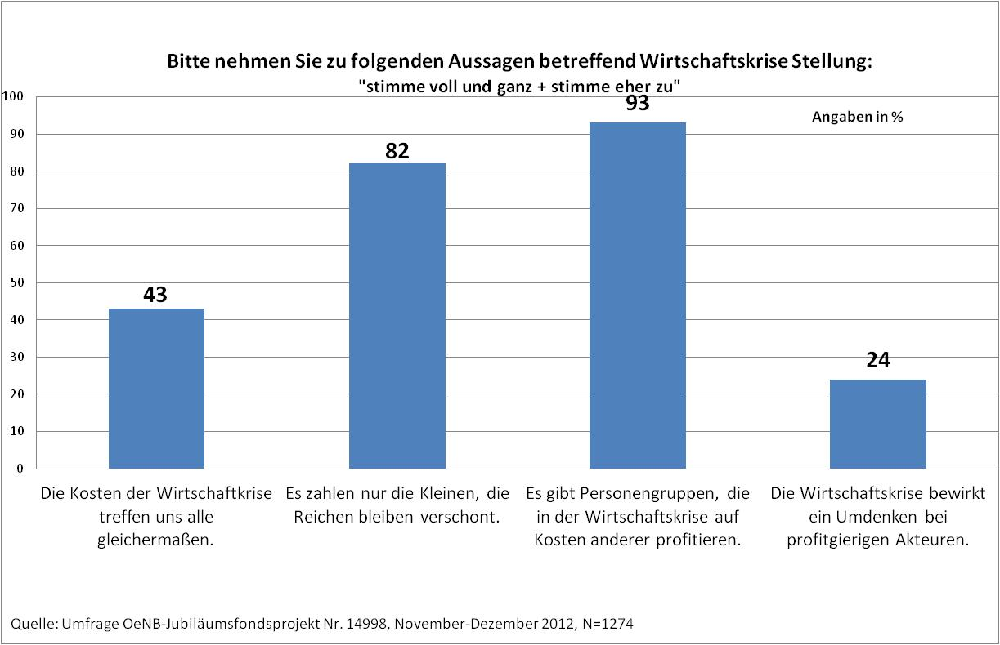 Bitte nehmen Sie zu folgenden Aussagen betreffend Wirtschaftskrise Stellung:
"stimme voll und ganz + stimme eher zu"
Angaben in %
100
90
80
70
60
50
40
30
20
10
0
43
82
93
24
Die Kosten der Wirtschaftkrise
treffen uns alle
gleichermaßen.
Es zahlen nur die Kleinen, die
Reichen bleiben verschont.
Es gibt Personengruppen, die
in der Wirtschaftskrise auf
Kosten anderer profitieren.
Die Wirtschaftskrise bewirkt
ein Umdenken bei
profitgierigen Akteuren.
Quelle: Umfrage OeNB-Jubiläumsfondsprojekt Nr. 14998, November-Dezember 2012, N=1274